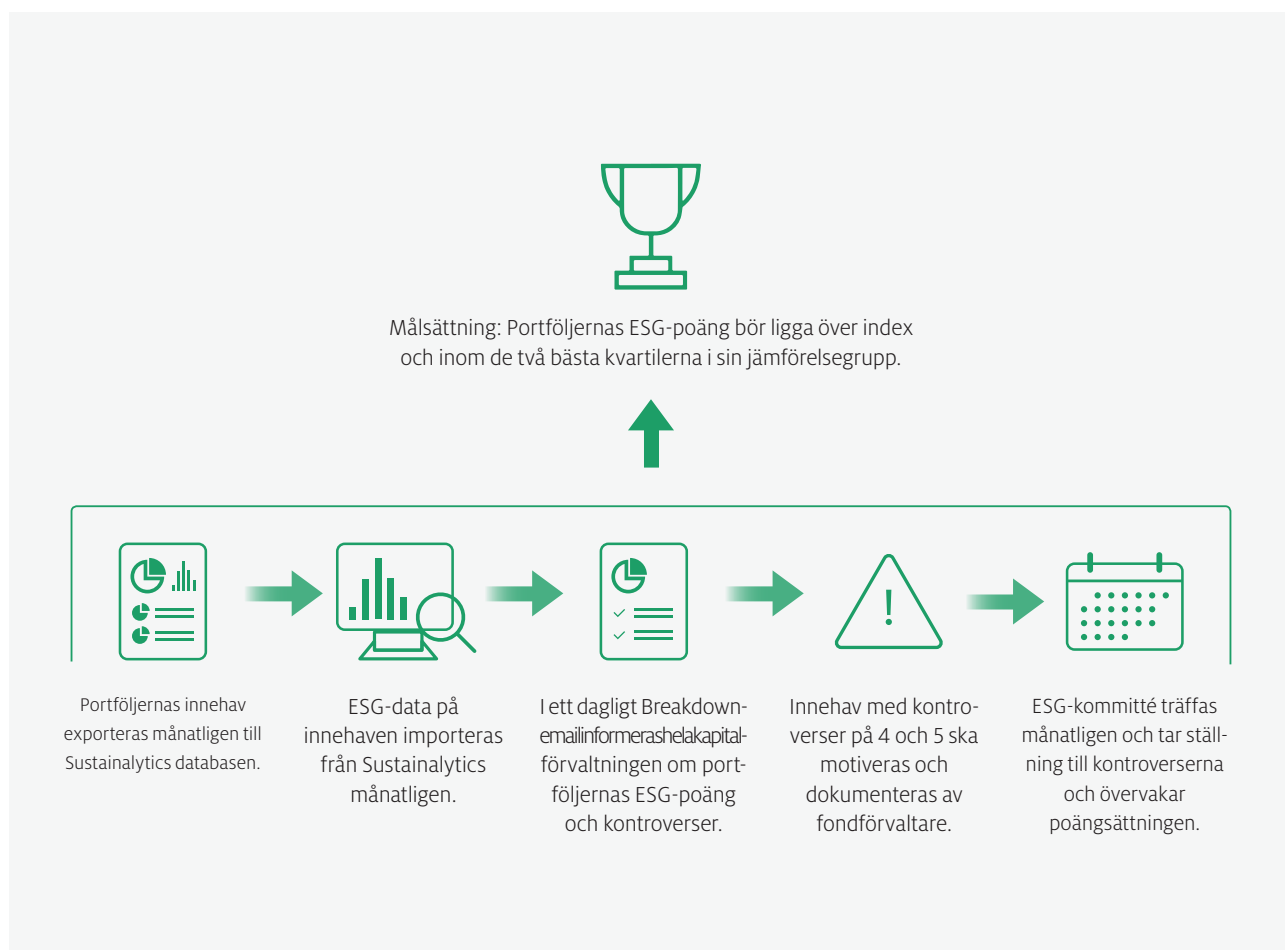 Målsättning: Portföljernas ESG-poäng bör ligga över index
och inom de två bästa kvartilerna i sin jämförelsegrupp.
Portföljernas innehav
exporteras månatligen till
Sustainalytics databasen.
ESG-data på
innehaven importeras
från Sustainalytics
månatligen.
I ett dagligt Breakdown-
emailinformerashelakapital-
förvaltningen om port-
följernas ESG-poäng
och kontroverser.
Innehav med kontro-
verser på 4 och 5 ska
motiveras och
dokumenteras av
fondförvaltare.
ESG-kommitté träffas
månatligen och tar ställ-
ning till kontroverserna
och övervakar
poängsättningen.